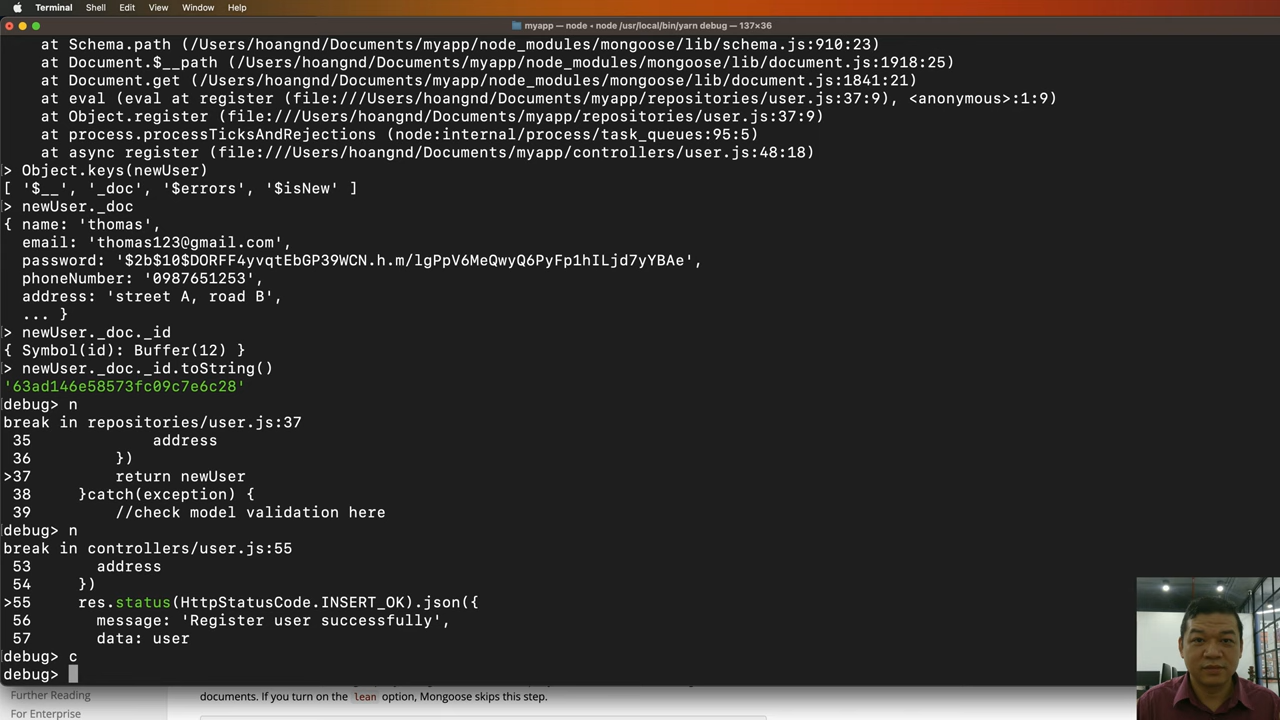 Terminal Shell Edit View Window Help
myapp — node • node /usr/local/bin/yarn debug — 137×36
at Schema.path (/Users/hoangnd/Documents/myapp/node_modules/mongoose/lib/schema.js:910:23)
at Document.$__path (/Users/hoangnd/Documents/myapp/node_modules/mongoose/lib/document.js:1918:25)
at Document.get (/Users/hoangnd/Documents/myapp/node_modules/mongoose/lib/document.js:1841:21)
at eval (eval at register (file:///Users/hoangnd/Documents/myapp/repositories/user.js:37:9), <anonymous>:1:9)
at Object.register (file:///Users/hoangnd/Documents/myapp/repositories/user.js:37:9)
at process.processTicksAndRejections (node:internal/process/task_queues:95:5)
at async register (file:///Users/hoangnd/Documents/myapp/controllers/user.js:48:18)
> Object.keys(newUser)
[ '$__', '_doc', '$errors', '$isNew' ]
> newUser._doc
{ name: 'thomas',
email: 'thomas123@gmail.com',
password: '$2b$10$DORFF4yvqtEbGP39WCN.h.m/lgPpV6MeQwyQ6PyFp1hILjd7yYBAe',
phoneNumber: '0987651253',
address: 'street A, road B',
... }
> newUser._doc._id
{ Symbol(id): Buffer(12) }
> newUser._doc._id.toString()
'63ad146e58573fc09c7e6c28'
debug> n
break in repositories/user.js:37
35 address
36 })
>37 return newUser
38 }catch(exception) {
39 //check model validation here
debug> n
break in controllers/user.js:55
53 address
54 })
>55 res.status(HttpStatusCode.INSERT_OK).json({
56 message: 'Register user successfully',
57 data: user
debug> c
debug>
Further Reading
documents. If you turn on the lean option, Mongoose skips this step.
For Enterprise